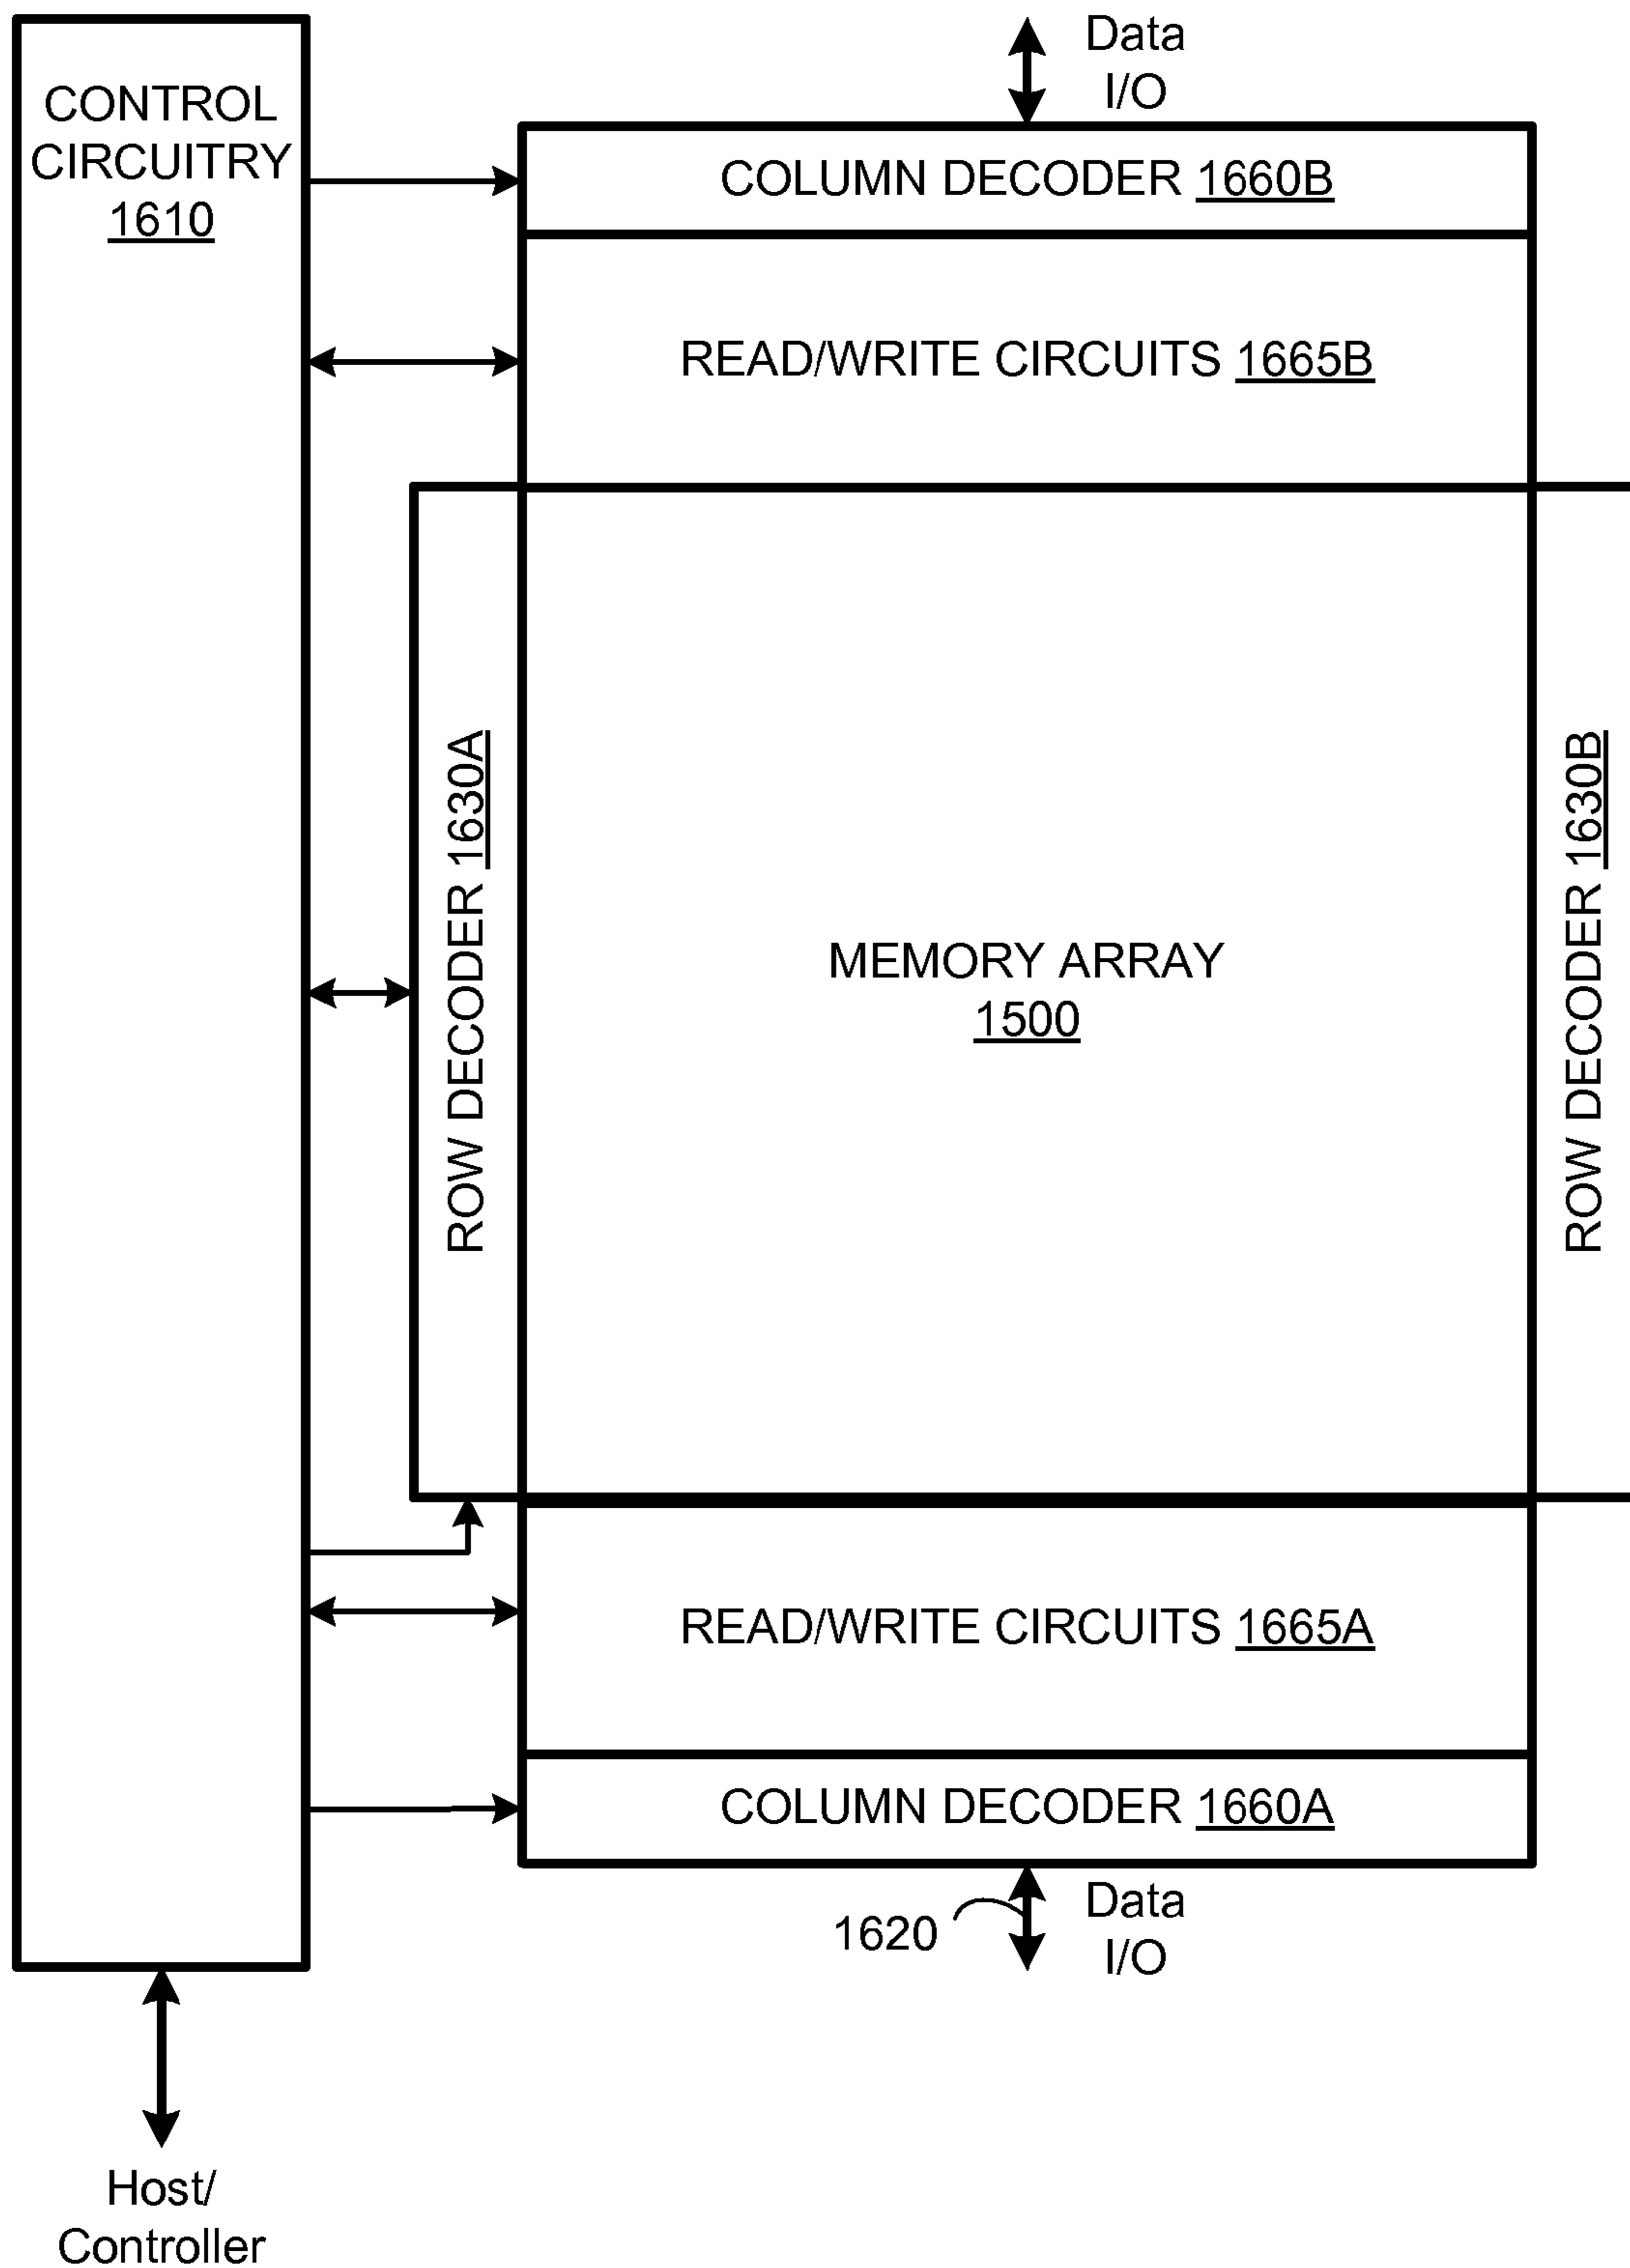 Data
I/O
CONTROL
CIRCUITRY
1610
COLUMN DECODER 1660B
READ/WRITE CIRCUITS 1665B
ROW DECODER 1630A
MEMORY ARRAY
1500
ROW DECODER 1630B
READ/WRITE CIRCUITS 1665A
COLUMN DECODER 1660A
1620
Data
I/O
Host/
Controller